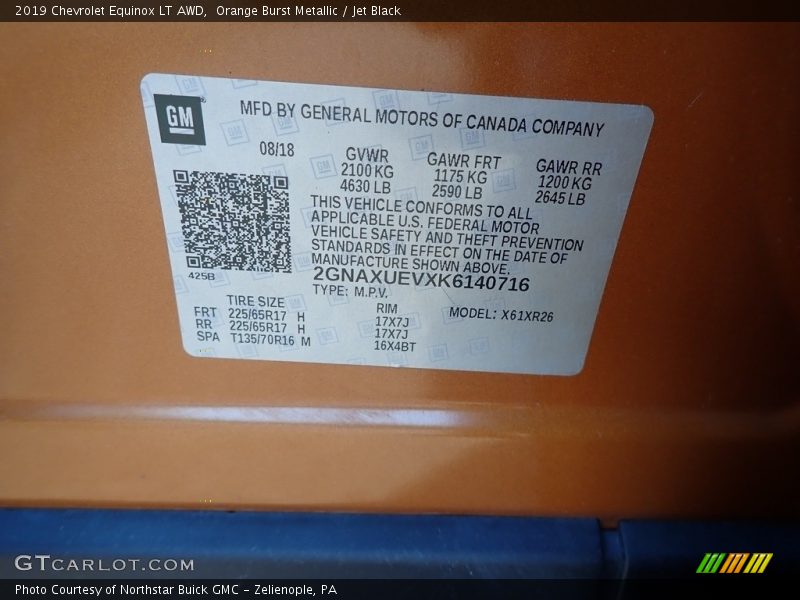 2019 Chevrolet Equinox LT AWD, Orange Burst Metallic / Jet Black
GM
MFD BY GENERAL MOTORS OF CANADA COMPANY
08/18
GVWR
2100 KG
4630 LB
GAWR FRT
1175 KG
2590 LB
GAWR RR
1200 KG
2645 LB
THIS VEHICLE CONFORMS TO ALL
APPLICABLE U.S. FEDERAL MOTOR
VEHICLE SAFETY AND THEFT PREVENTION
STANDARDS IN EFFECT ON THE DATE OF
MANUFACTURE SHOWN ABOVE.
425B
2GNAXUEVXK6140716
TYPE: M.P.V.
MODEL: X61XR26
TIRE SIZE RIM
FRT 225/65R17 H 17X7J
RR 225/65R17 H 17X7J
SPA T135/70R16 M 16X4BT
GTCARLOT.COM
Photo Courtesy of Northstar Buick GMC - Zelienople, PA